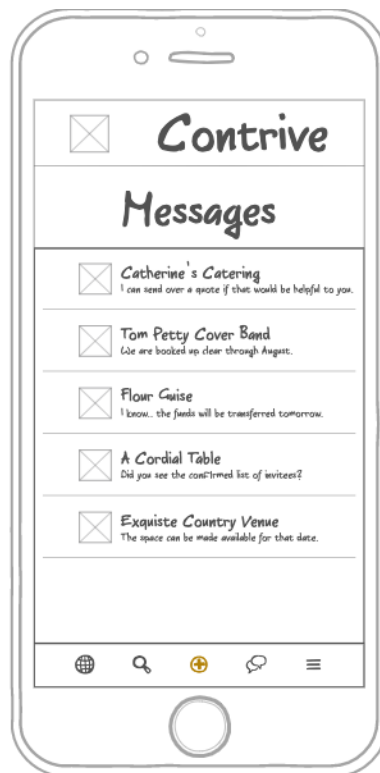 Contrive
Messages
Catherine's Catering
I can send over a quote if that would be helpful to you.
Tom Petty Cover Band
We are booked up clear through August.
Flour Guise
I know.. the funds will be transferred tomorrow.
A Cordial Table
Did you see the confirmed list of invitees?
Exquiste Country Venue
The space can be made available for that date.